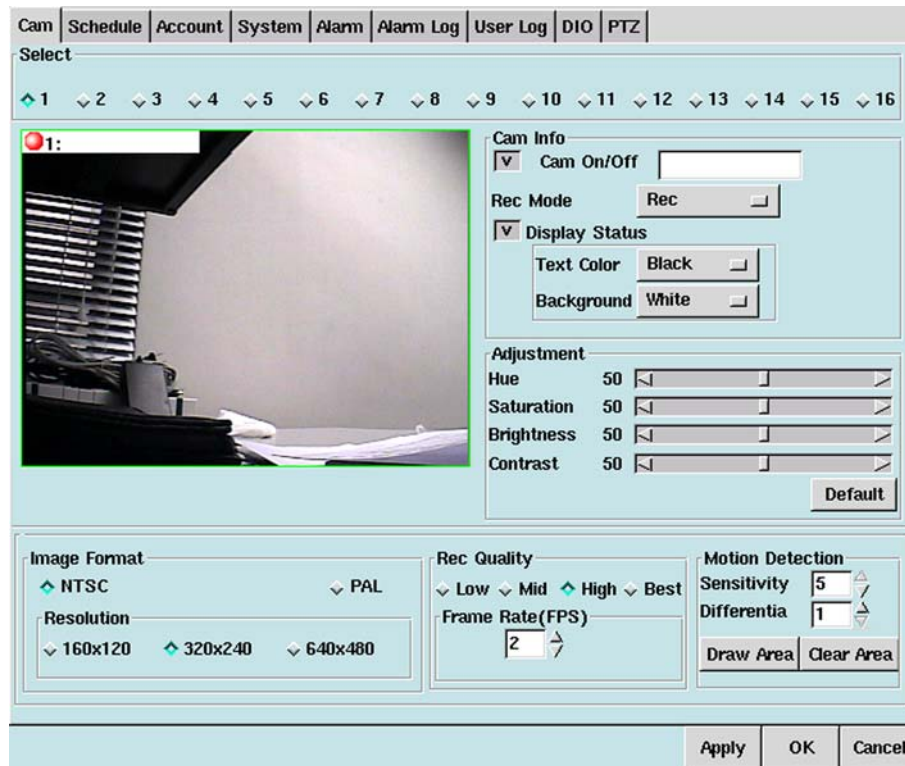 Cam Schedule Account System Alarm Alarm Log User Log DIO PTZ
Select
1 2 3 4 5 6 7 8 9 10 11 12 13 14 15 16
1:
Cam Info
V Cam On/Off
Rec Mode Rec
V Display Status
Text Color Black
Background White
Adjustment
Hue 50
Saturation 50
Brightness 50
Contrast 50
Default
Image Format
NTSC PAL
Resolution
160x120 320x240 640x480
Rec Quality
Low Mid High Best
Frame Rate(FPS)
2
Motion Detection
Sensitivity 5
Differentia 1
Draw Area Clear Area
Apply OK Cancel